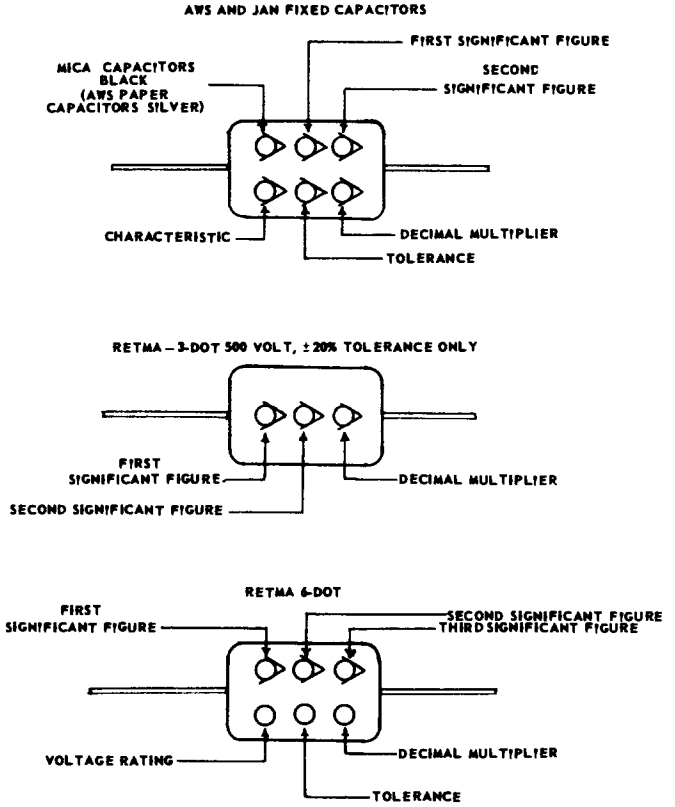 AWS AND JAN FIXED CAPACITORS
FIRST SIGNIFICANT FIGURE
MICA CAPACITORS
BLACK
(AWS PAPER
CAPACITORS SILVER)
SECOND
SIGNIFICANT FIGURE
CHARACTERISTIC
DECIMAL MULTIPLIER
TOLERANCE
RETMA – 3-DOT 500 VOLT, ±20% TOLERANCE ONLY
FIRST
SIGNIFICANT FIGURE
DECIMAL MULTIPLIER
SECOND SIGNIFICANT FIGURE
RETMA 6-DOT
FIRST
SIGNIFICANT FIGURE
SECOND SIGNIFICANT FIGURE
THIRD SIGNIFICANT FIGURE
VOLTAGE RATING
DECIMAL MULTIPLIER
TOLERANCE